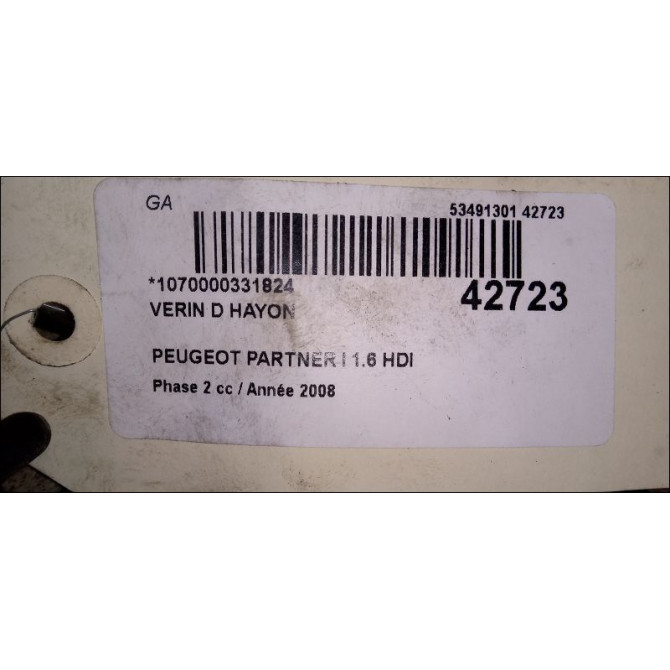 GA
53491301 42723
*1070000331824
42723
VERIN D HAYON
PEUGEOT PARTNER I 1.6 HDI
Phase 2 cc / Année 2008